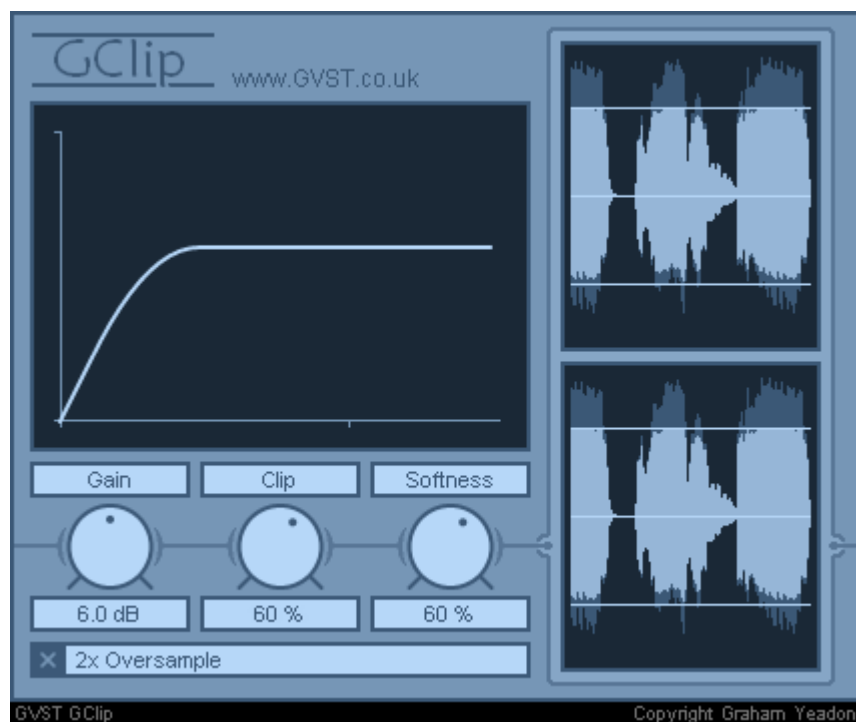 GClip
www.GVST.co.uk
Gain
Clip
Softness
6.0 dB
60 %
60 %
2x Oversample
GVST GClip
Copyright Graham Yeadon